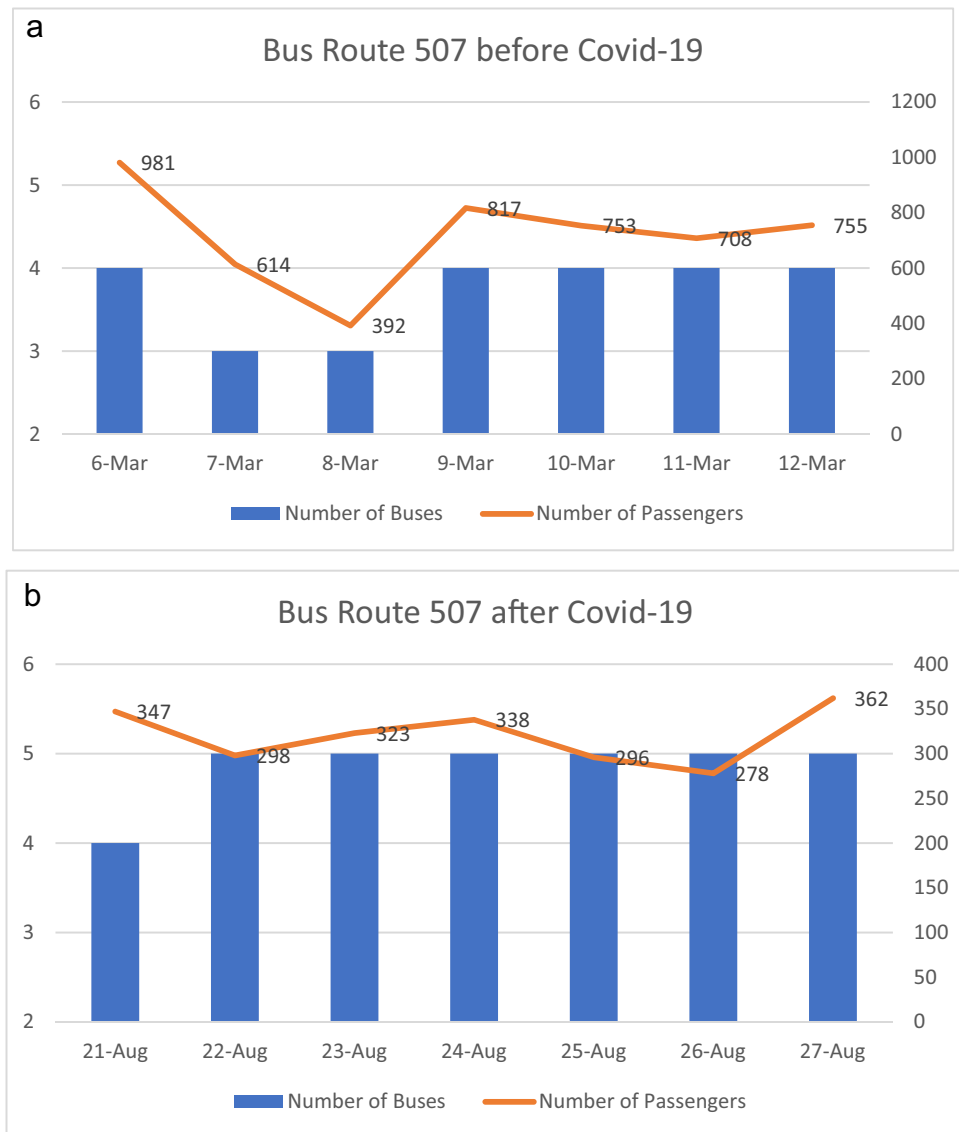 a
Bus Route 507 before Covid-19
6 1200
981 1000
5
817 800
753 708 755
614
4 600
392 400
3
200
2 0
6-Mar 7-Mar 8-Mar 9-Mar 10-Mar 11-Mar 12-Mar
Number of Buses Number of Passengers
b
Bus Route 507 after Covid-19
6 400
347 338 362 350
323
5 298 296 278 300
250
4 200
150
3 100
50
2 0
21-Aug 22-Aug 23-Aug 24-Aug 25-Aug 26-Aug 27-Aug
Number of Buses Number of Passengers